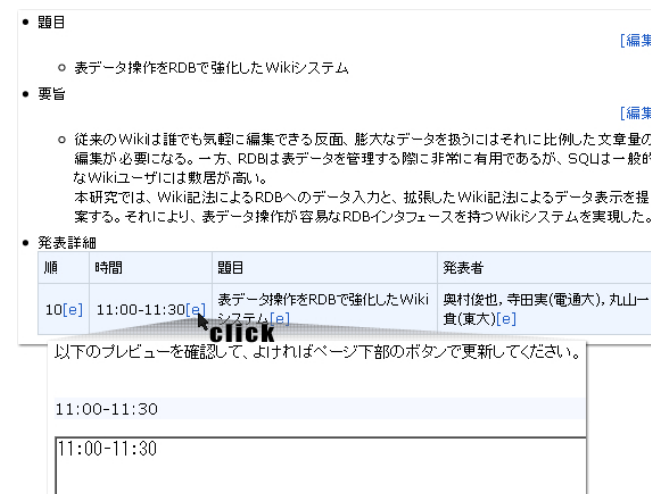 題目
[編集
表データ操作をRDBで強化したWikiシステム
要旨
[編集
従来のWikiは誰でも気軽に編集できる反面、膨大なデータを扱うにはそれに比例した文章量の
編集が必要になる。一方、RDBは表データを管理する際に非常に有用であるが、SQLは一般的
なWikiユーザには敷居が高い。
本研究では、Wiki記法によるRDBへのデータ入力と、拡張したWiki記法によるデータ表示を提
案する。それにより、表データ操作が容易なRDBインタフェースを持つWikiシステムを実現した。
発表詳細
順 時間 題目 発表者
10[e] 11:00-11:30[e] 表データ操作をRDBで強化したWiki 奥村俊也, 寺田実(電通大), 丸山一
システム[e] 貴(東大)[e]
click
以下のプレビューを確認して、よければページ下部のボタンで更新してください。
11:00-11:30
11:00-11:30